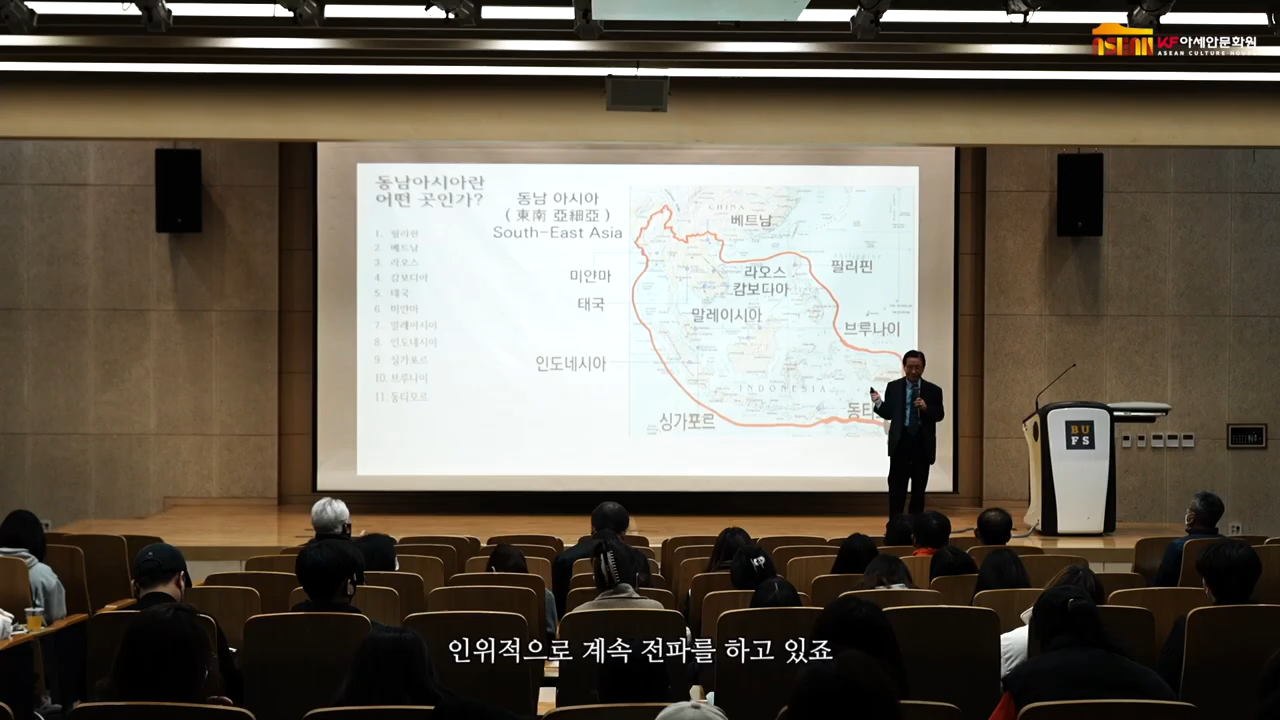 KF아세안문화원
ASEAN CULTURE HOUSE
동남아시아란
어떤 곳인가?
동남 아시아
( 東南 亞細亞 )
South-East Asia
1. 필리핀
2. 베트남
3. 라오스
4. 캄보디아
5. 태국
6. 미얀마
7. 말레이시아
8. 인도네시아
9. 싱가포르
10. 브루나이
11. 동티모르
CHINA
베트남
필리핀
미얀마
라오스
캄보디아
태국
말레이시아
브루나이
인도네시아
INDONESIA
싱가포르
동티
BU
FS
인위적으로 계속 전파를 하고 있죠